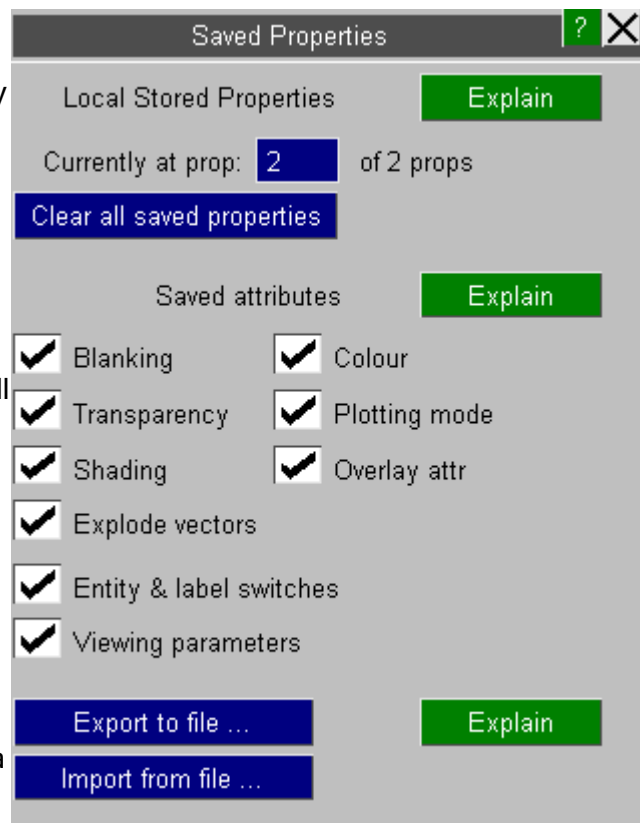 Saved Properties ?
Local Stored Properties Explain
Currently at prop: 2 of 2 props
Clear all saved properties
Saved attributes Explain
Blanking Colour
Transparency Plotting mode
Shading Overlay attr
Explode vectors
Entity & label switches
Viewing parameters
Export to file ... Explain
Import from file ...